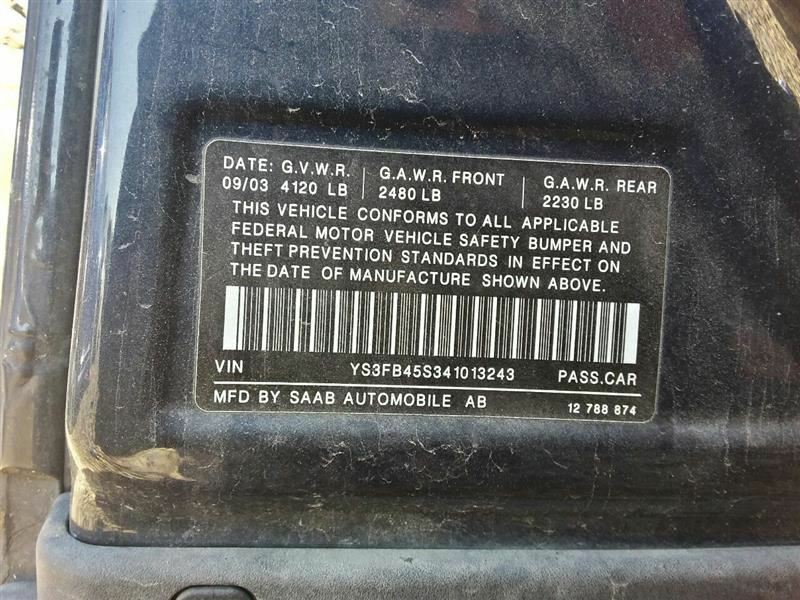 DATE: G.V.W.R. G.A.W.R. FRONT G.A.W.R. REAR
09/03 4120 LB 2480 LB 2230 LB
THIS VEHICLE CONFORMS TO ALL APPLICABLE
FEDERAL MOTOR VEHICLE SAFETY BUMPER AND
THEFT PREVENTION STANDARDS IN EFFECT ON
THE DATE OF MANUFACTURE SHOWN ABOVE.
VIN YS3FB45S341013243 PASS.CAR
MFD BY SAAB AUTOMOBILE AB 12 788 874